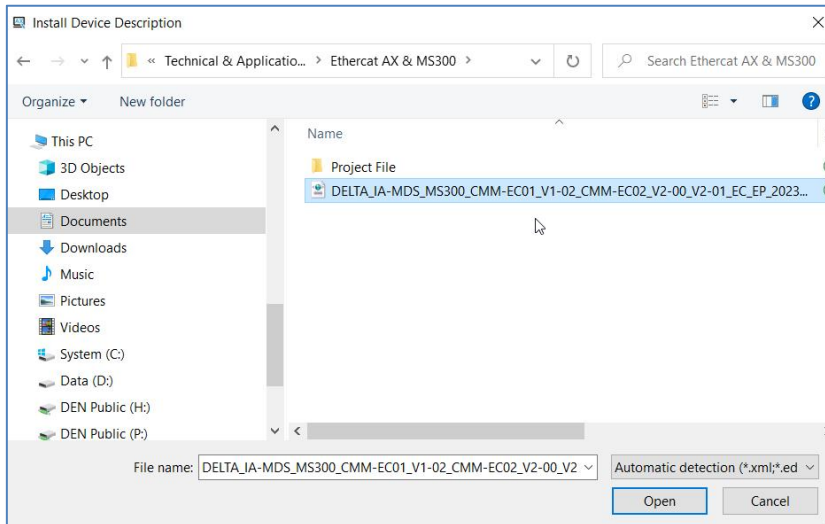 Install Device Description
« Technical & Applicatio... > Ethercat AX & MS300 >
Search Ethercat AX & MS300
Organize
New folder
?
This PC
3D Objects
Desktop
Documents
Downloads
Music
Pictures
Videos
System (C:)
Data (D:)
DEN Public (H:)
DEN Public (P:)
Name
Project File
DELTA_IA-MDS_MS300_CMM-EC01_V1-02_CMM-EC02_V2-00_V2-01_EC_EP_2023...
File name:
DELTA_IA-MDS_MS300_CMM-EC01_V1-02_CMM-EC02_V2-00_V2
Automatic detection (*.xml;*.ed
Open
Cancel